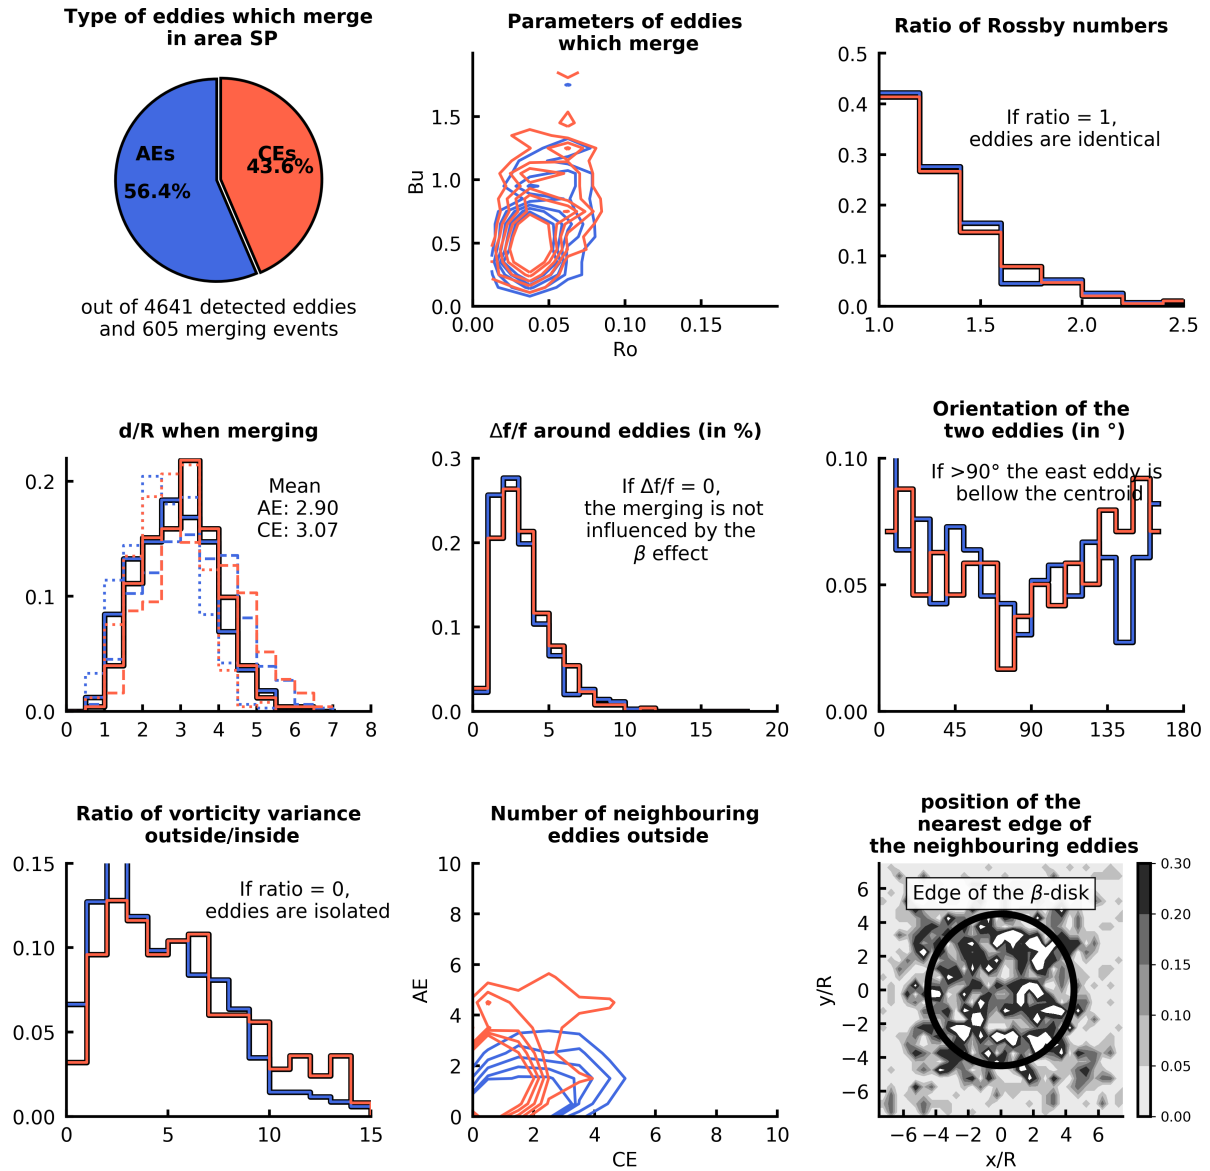 Type of eddies which merge
in area SP
AEs
56.4%
CEs
43.6%
out of 4641 detected eddies
and 605 merging events
Parameters of eddies
which merge
Bu
1.5
1.0
0.5
0.0
0.00 0.05 0.10 0.15
Ro
Ratio of Rossby numbers
If ratio = 1,
eddies are identical
0.5
0.4
0.3
0.2
0.1
0.0
1.0 1.5 2.0 2.5
d/R when merging
Mean
AE: 2.90
CE: 3.07
0.2
0.1
0.0
0 1 2 3 4 5 6 7 8
Δf/f around eddies (in %)
If Δf/f = 0,
the merging is not
influenced by the
β effect
0.3
0.2
0.1
0.0
0 5 10 15 20
Orientation of the
two eddies (in °)
If >90° the east eddy is
bellow the centroid
0.10
0.05
0.00
0 45 90 135 180
Ratio of vorticity variance
outside/inside
If ratio = 0,
eddies are isolated
0.15
0.10
0.05
0.00
0 5 10 15
Number of neighbouring
eddies outside
AE
10
8
6
4
2
0
0 2 4 6 8 10
CE
position of the
nearest edge of
the neighbouring eddies
Edge of the β-disk
y/R
6
4
2
0
−2
−4
−6
−6 −4 −2 0 2 4 6
x/R
0.30
0.20
0.15
0.10
0.05
0.00